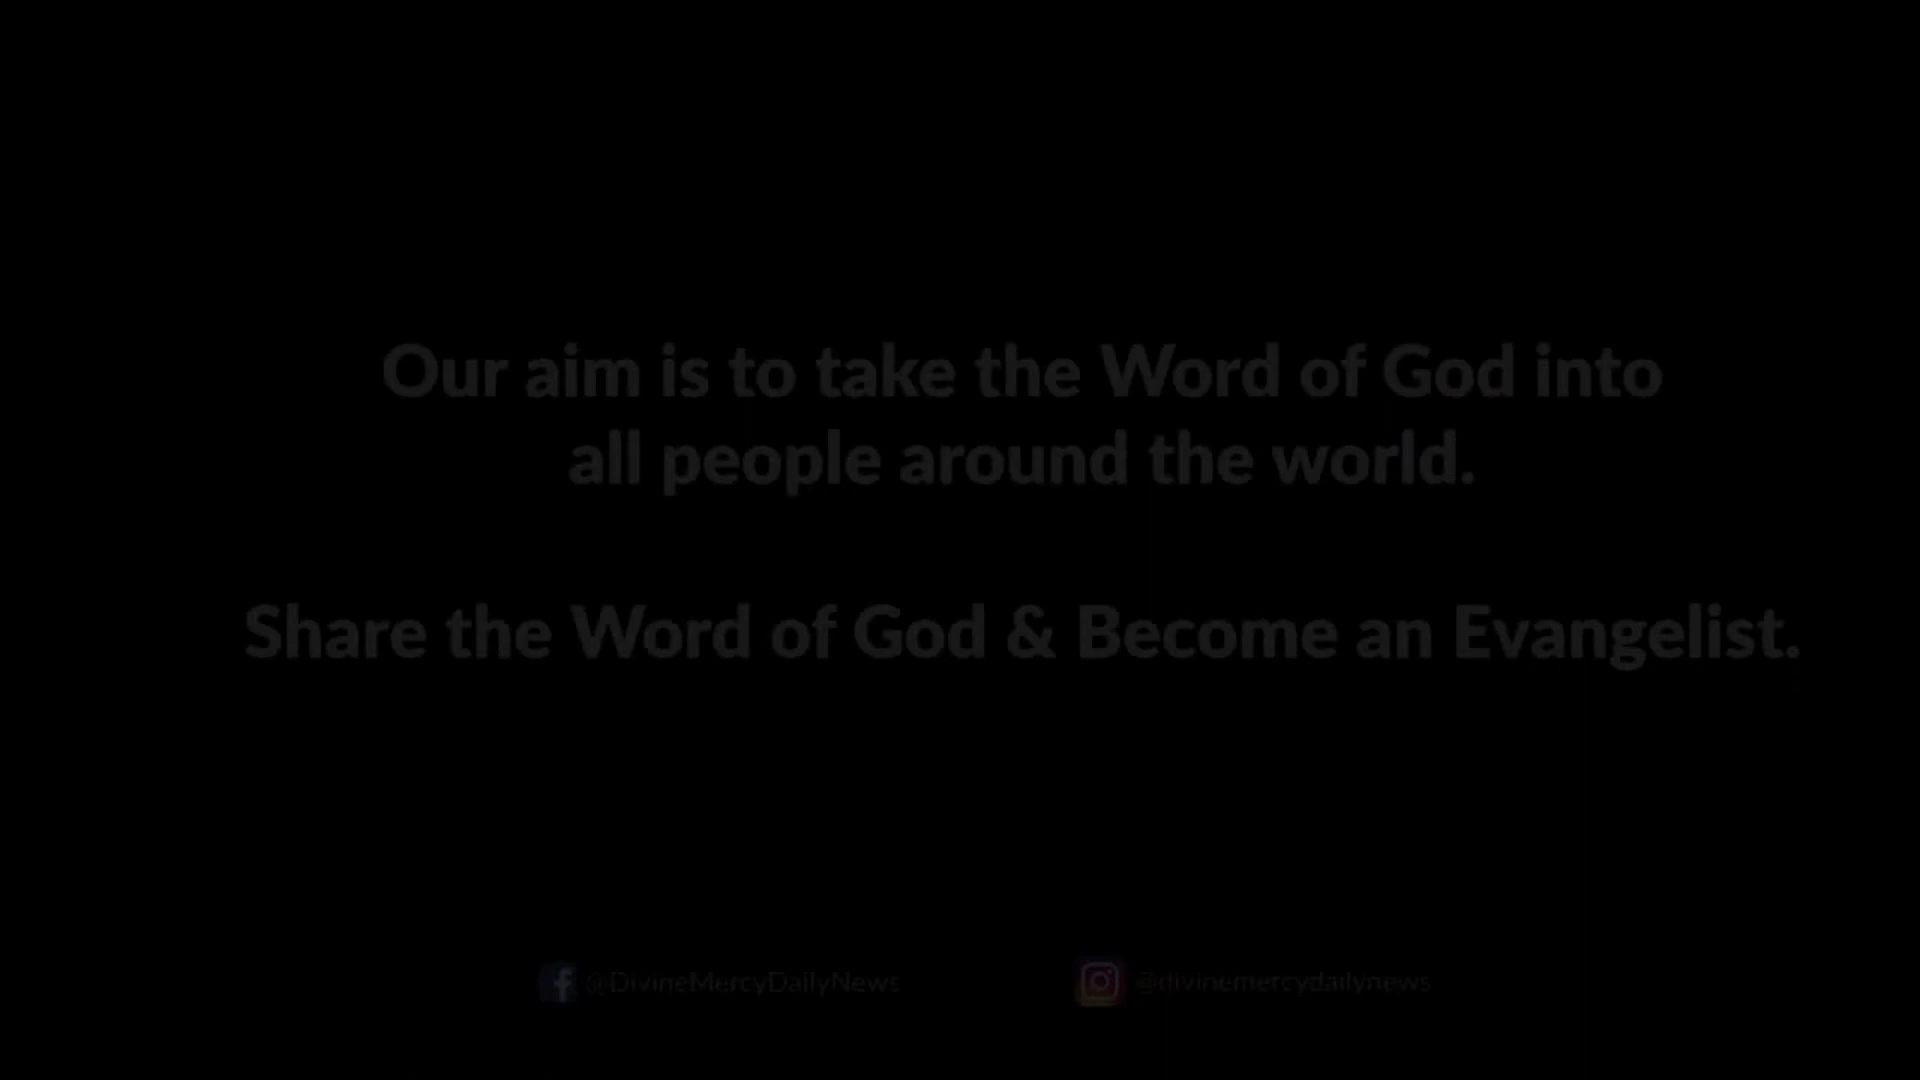 Our aim is to take the Word of God into
all people around the world.
Share the Word of God & Become an Evangelist.
@DivineMercyDailyNews
@divinemercydailynews